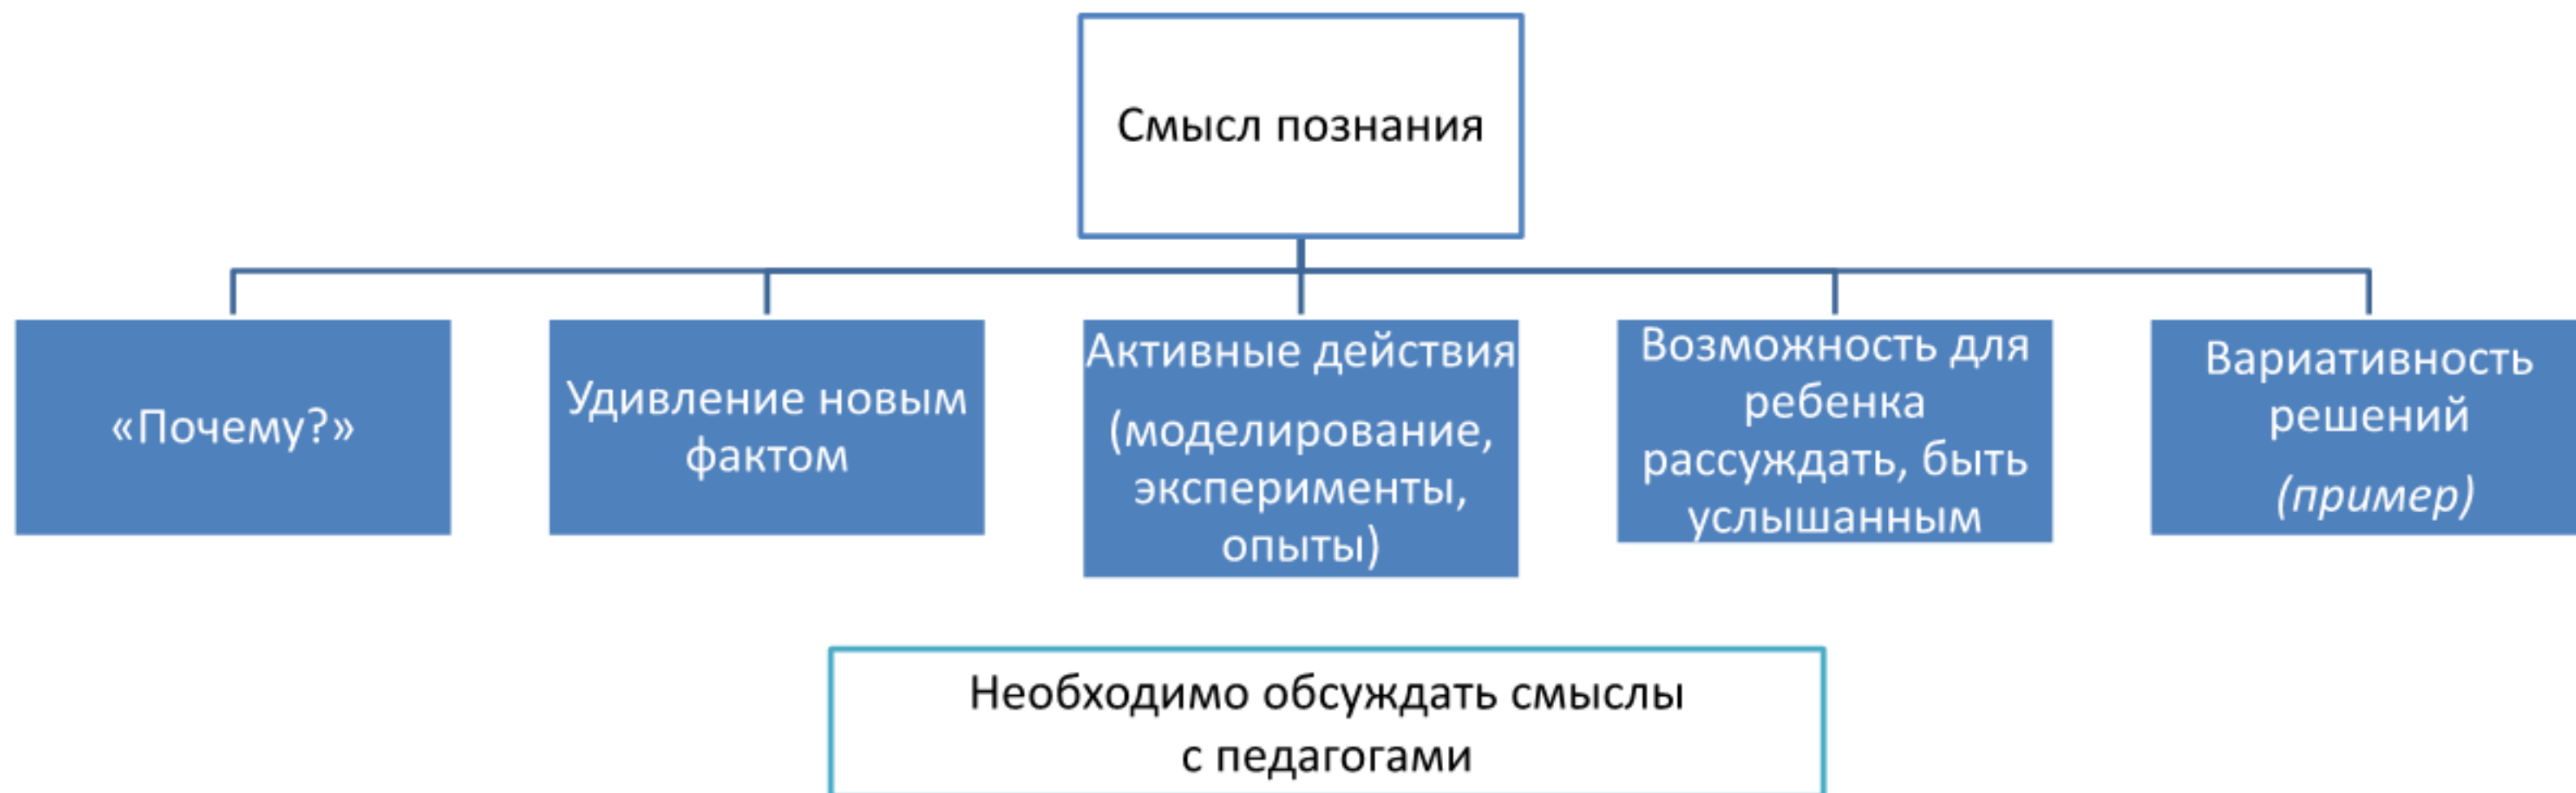 Смысл познания
«Почему?»
Удивление новым
фактом
Активные действия
(моделирование,
эксперименты,
опыты)
Возможность для
ребенка
рассуждать, быть
услышанным
Вариативность
решений
(пример)
Необходимо обсуждать смыслы
с педагогами